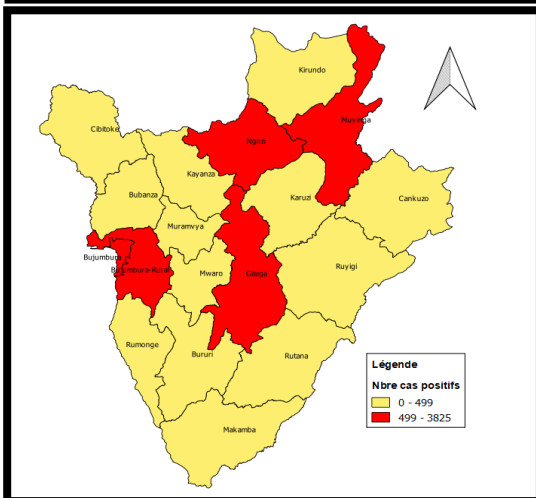 Kirundo
Muyinga
Cibitoke
Ngozi
Kayanza
Bubanza
Karuzi
Cankuzo
Muramvya
Bujumbura
Bujumbura-Rural
Mwaro
Gitega
Ruyigi
Rumonge
Bururi
Rutana
Makamba
Légende
Nbre cas positifs
0 - 499
499 - 3825